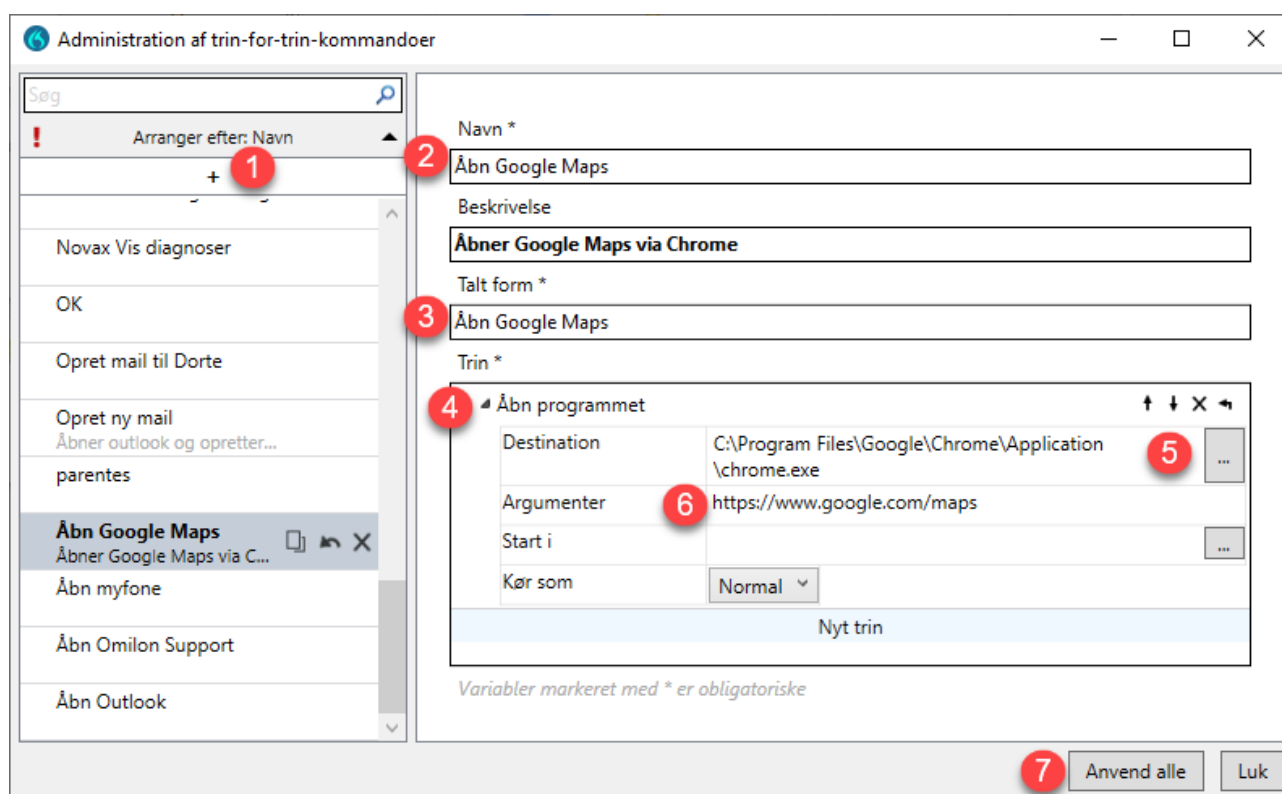 Administration af trin-for-trin-kommandoer
Søg
! Arranger efter: Navn
1
+
Novax Vis diagnoser
OK
Opret mail til Dorte
Opret ny mail
Åbner outlook og opretter...
parentes
Åbn Google Maps
Åbner Google Maps via C...
Åbn myfone
Åbn Omilon Support
Åbn Outlook
Navn *
2
Åbn Google Maps
Beskrivelse
Åbner Google Maps via Chrome
Talt form *
3
Åbn Google Maps
Trin *
4 Åbn programmet
Destination C:\Program Files\Google\Chrome\Application
\chrome.exe
5 ...
Argumenter 6 https://www.google.com/maps
Start i ...
Kør som Normal
Nyt trin
Variabler markeret med * er obligatoriske
7 Anvend alle Luk